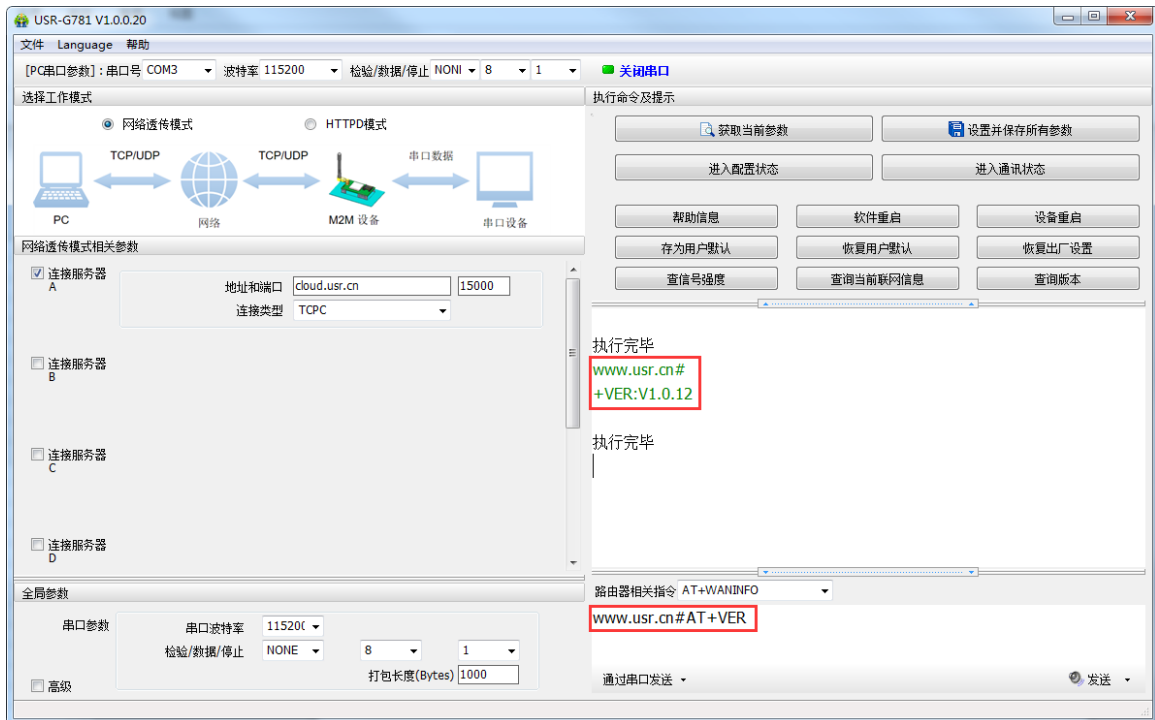 USR-G781 V1.0.0.20
文件 Language 帮助
[PC串口参数]：串口号 COM3 波特率 115200 检验/数据/停止 NONI 8 1 关闭串口
选择工作模式
网络透传模式 HTTPD模式
TCP/UDP TCP/UDP 串口数据
PC 网络 M2M 设备 串口设备
网络透传模式相关参数
连接服务器
A
地址和端口 cloud.usr.cn 15000
连接类型 TCPC
连接服务器
B
连接服务器
C
连接服务器
D
全局参数
串口参数 串口波特率 115200
检验/数据/停止 NONE 8 1
打包长度(Bytes) 1000
高级
执行命令及提示
获取当前参数 设置并保存所有参数
进入配置状态 进入通讯状态
帮助信息 软件重启 设备重启
存为用户默认 恢复用户默认 恢复出厂设置
查信号强度 查询当前联网信息 查询版本
执行完毕
www.usr.cn#
+VER:V1.0.12
执行完毕
路由器相关指令 AT+WANINFO
www.usr.cn#AT+VER
通过串口发送 发送